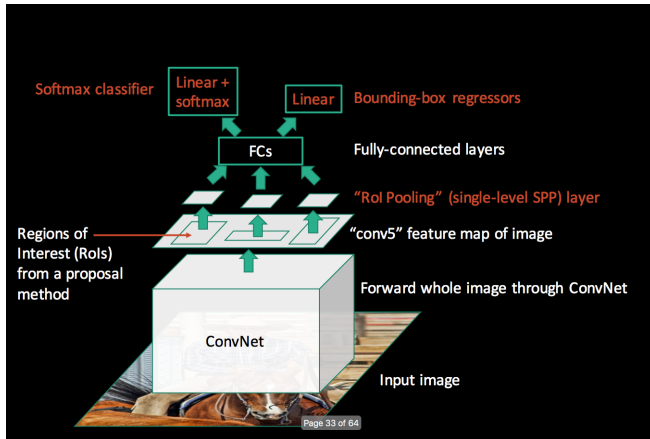 Softmax classifier
Linear +
softmax
Linear
Bounding-box regressors
FCs
Fully-connected layers
"RoI Pooling" (single-level SPP) layer
Regions of
Interest (RoIs)
from a proposal
method
"conv5" feature map of image
Forward whole image through ConvNet
ConvNet
Input image
Page 33 of 64